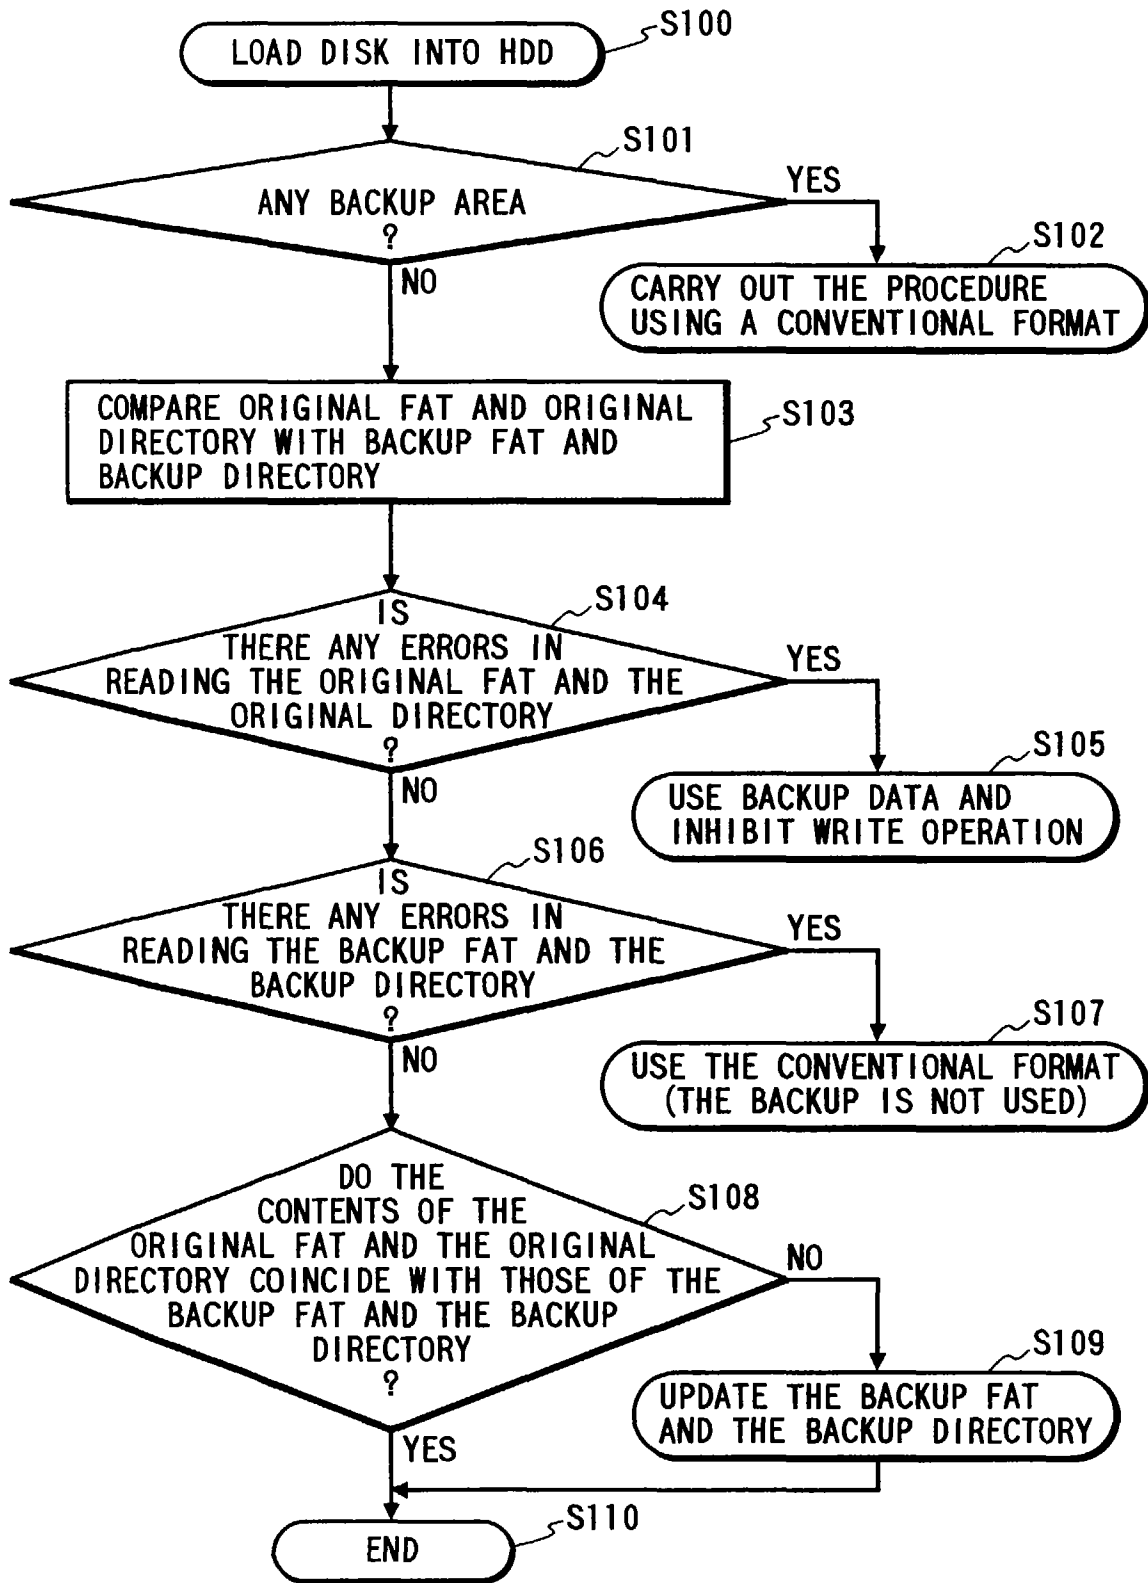 S100
LOAD DISK INTO HDD
S101
ANY BACKUP AREA
?
YES
NO
S102
CARRY OUT THE PROCEDURE
USING A CONVENTIONAL FORMAT
S103
COMPARE ORIGINAL FAT AND ORIGINAL
DIRECTORY WITH BACKUP FAT AND
BACKUP DIRECTORY
S104
IS
THERE ANY ERRORS IN
READING THE ORIGINAL FAT AND THE
ORIGINAL DIRECTORY
?
YES
NO
S105
USE BACKUP DATA AND
INHIBIT WRITE OPERATION
S106
IS
THERE ANY ERRORS IN
READING THE BACKUP FAT AND THE
BACKUP DIRECTORY
?
YES
NO
S107
USE THE CONVENTIONAL FORMAT
(THE BACKUP IS NOT USED)
S108
DO THE
CONTENTS OF THE
ORIGINAL FAT AND THE ORIGINAL
DIRECTORY COINCIDE WITH THOSE OF THE
BACKUP FAT AND THE BACKUP
DIRECTORY
?
NO
YES
S109
UPDATE THE BACKUP FAT
AND THE BACKUP DIRECTORY
S110
END